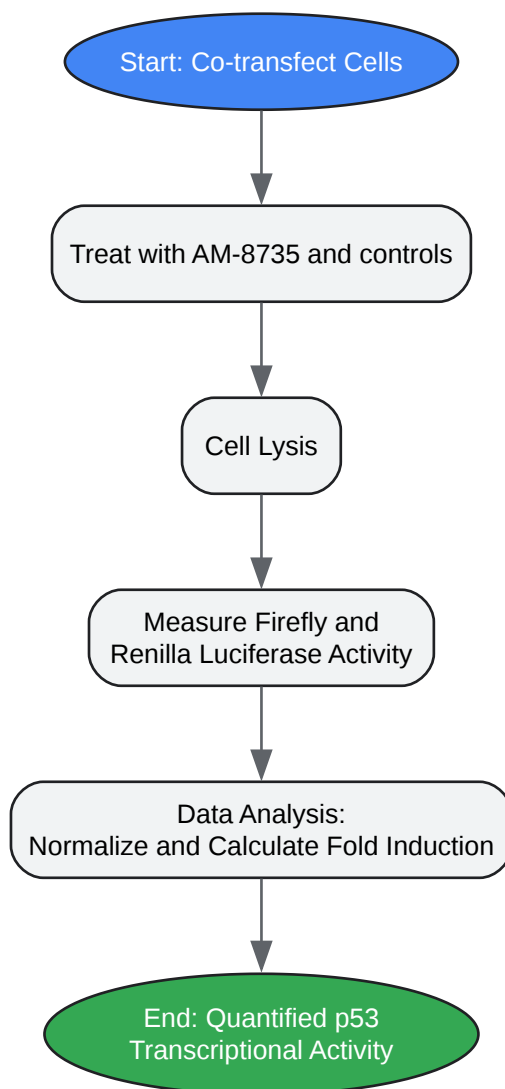 Start: Co-transfect Cells
Treat with AM-8735 and controls
Cell Lysis
Measure Firefly and
Renilla Luciferase Activity
Data Analysis:
Normalize and Calculate Fold Induction
End: Quantified p53
Transcriptional Activity